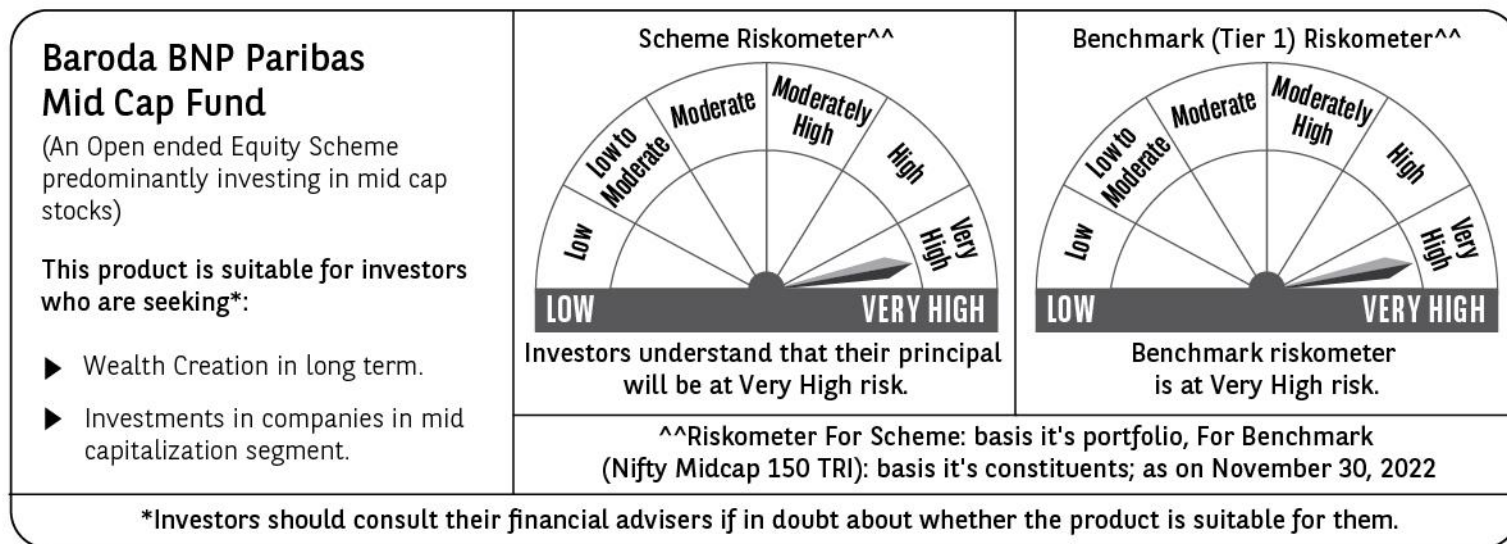 Baroda BNP Paribas
Mid Cap Fund
(An Open ended Equity Scheme
predominantly investing in mid cap
stocks)
This product is suitable for investors
who are seeking*:
Wealth Creation in long term.
Investments in companies in mid
capitalization segment.
Scheme Riskometer^^
Low
Low to
Moderate
Moderate
Moderately
High
High
Very
High
LOW VERY HIGH
Investors understand that their principal
will be at Very High risk.
Benchmark (Tier 1) Riskometer^^
Low
Low to
Moderate
Moderate
Moderately
High
High
Very
High
LOW VERY HIGH
Benchmark riskometer
is at Very High risk.
^^Riskometer For Scheme: basis it's portfolio, For Benchmark
(Nifty Midcap 150 TRI): basis it's constituents; as on November 30, 2022
*Investors should consult their financial advisers if in doubt about whether the product is suitable for them.